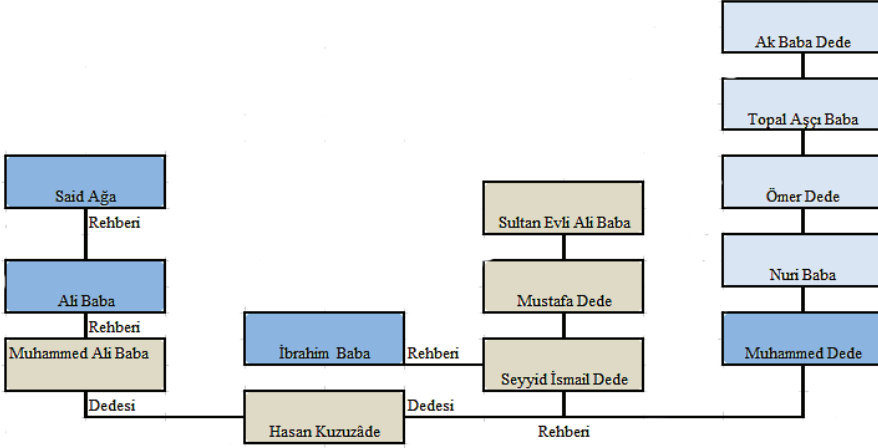 Ak Baba Dede
Topal Aşçı Baba
Said Ağa
Ömer Dede
Rehberi
Sultan Evli Ali Baba
Nuri Baba
Ali Baba
Mustafa Dede
Rehberi
Muhammed Ali Baba
İbrahim Baba
Rehberi
Muhammed Dede
Seyyid İsmail Dede
Dedesi
Dedesi
Hasan Kuzuzâde
Rehberi